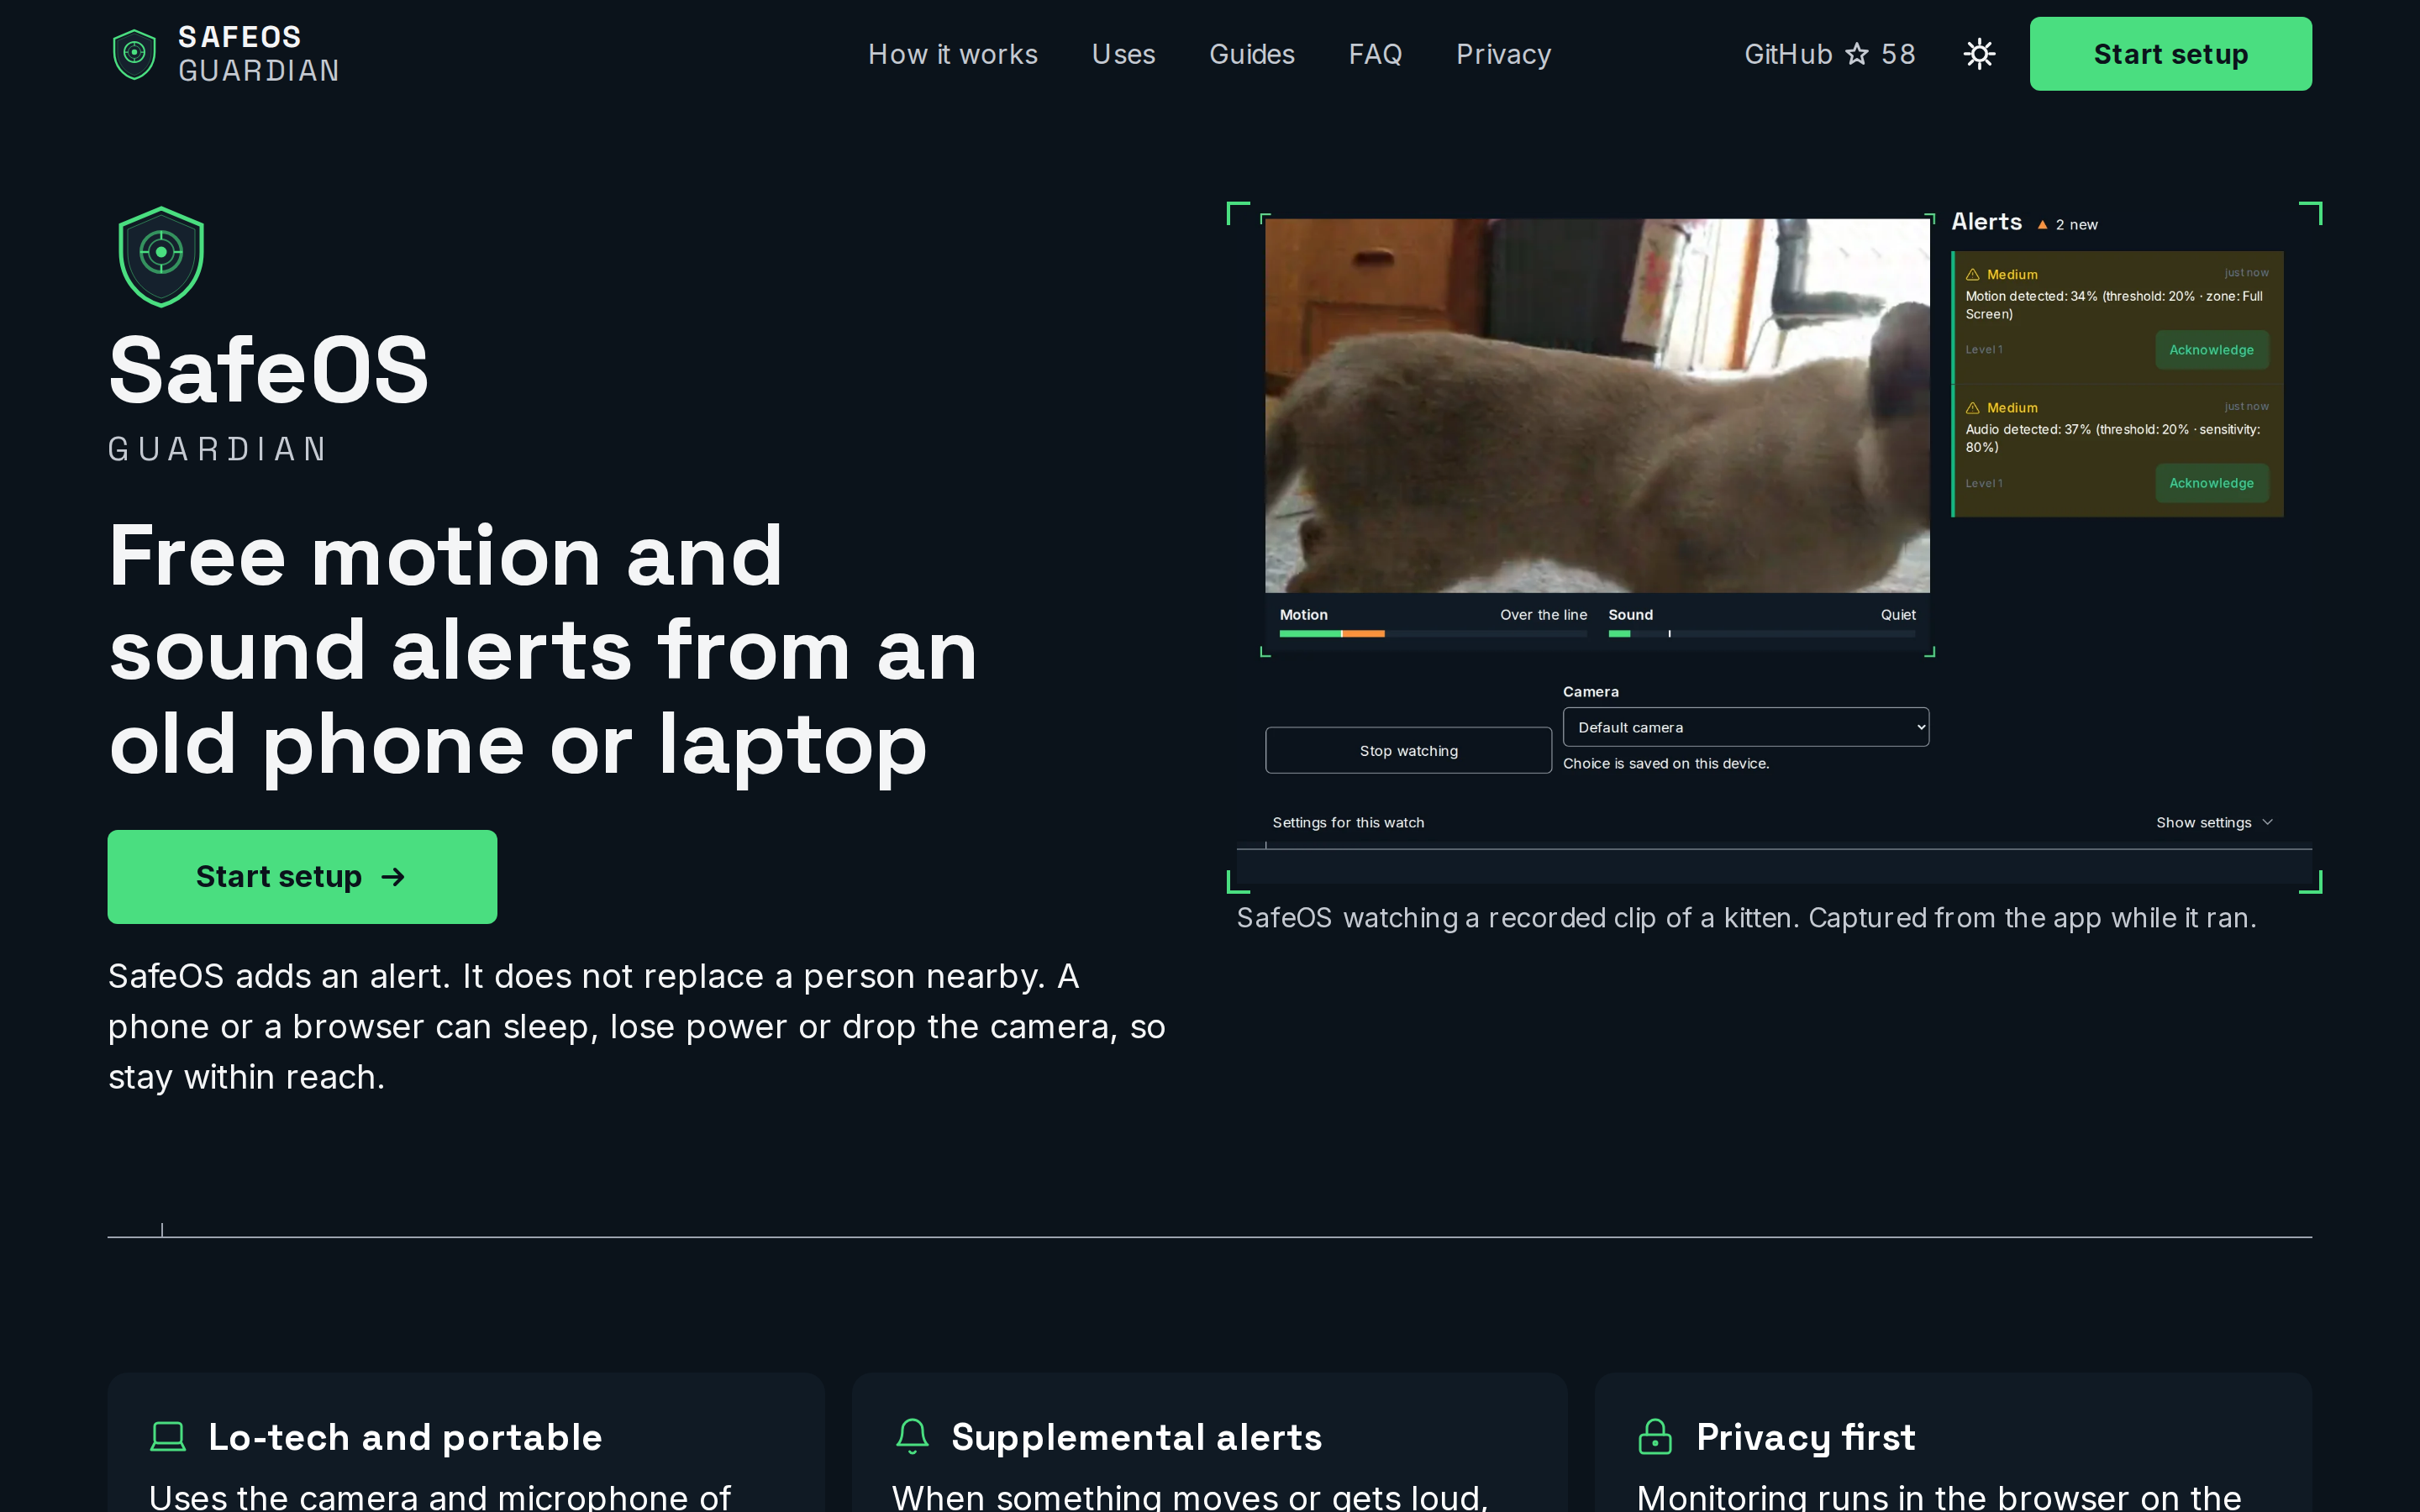 SAFEOS
GUARDIAN
How it works
Uses
Guides
FAQ
Privacy
GitHub ☆ 58
Start setup
SafeOS
GUARDIAN
Free motion and
sound alerts from an
old phone or laptop
Start setup →
SafeOS adds an alert. It does not replace a person nearby. A
phone or a browser can sleep, lose power or drop the camera, so
stay within reach.
Alerts
2 new
Medium
just now
Motion detected: 34% (threshold: 20% · zone: Full
Screen)
Level 1
Acknowledge
Medium
just now
Audio detected: 37% (threshold: 20% · sensitivity:
80%)
Level 1
Acknowledge
Motion
Over the line
Sound
Quiet
Camera
Default camera
Stop watching
Choice is saved on this device.
Settings for this watch
Show settings
SafeOS watching a recorded clip of a kitten. Captured from the app while it ran.
Lo-tech and portable
Uses the camera and microphone of
Supplemental alerts
When something moves or gets loud,
Privacy first
Monitoring runs in the browser on the